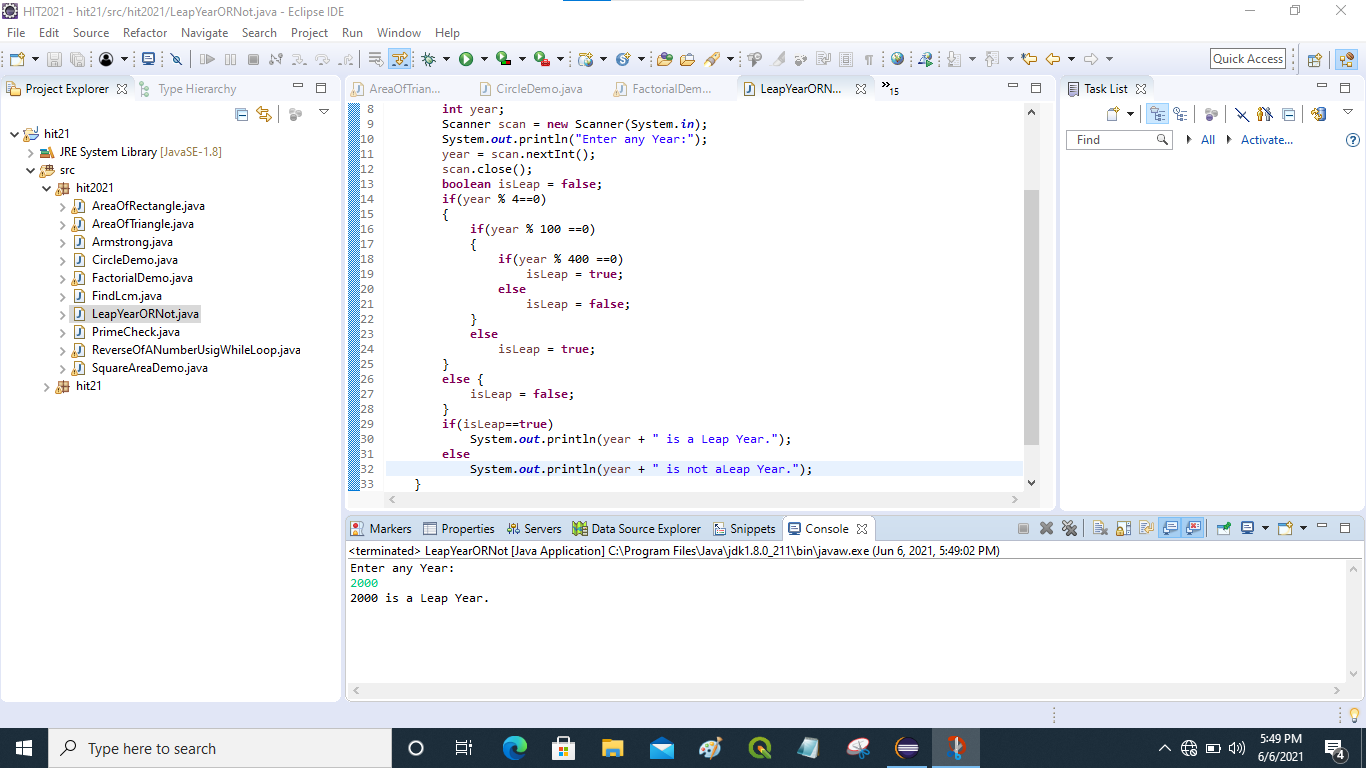 HIT2021 - hit21/src/hit2021/LeapYearORNot.java - Eclipse IDE
File Edit Source Refactor Navigate Search Project Run Window Help
Quick Access
Project Explorer Type Hierarchy
hit21
JRE System Library [JavaSE-1.8]
src
hit2021
AreaOfRectangle.java
AreaOfTriangle.java
Armstrong.java
CircleDemo.java
FactorialDemo.java
FindLcm.java
LeapYearORNot.java
PrimeCheck.java
ReverseOfANumberUsigWhileLoop.java
SquareAreaDemo.java
hit21
AreaOfTrian... CircleDemo.java FactorialDem... LeapYearORN... »15
8 int year;
9 Scanner scan = new Scanner(System.in);
10 System.out.println("Enter any Year:");
11 year = scan.nextInt();
12 scan.close();
13 boolean isLeap = false;
14 if(year % 4==0)
15 {
16 if(year % 100 ==0)
17 {
18 if(year % 400 ==0)
19 isLeap = true;
20 else
21 isLeap = false;
22 }
23 else
24 isLeap = true;
25 }
26 else {
27 isLeap = false;
28 }
29 if(isLeap==true)
30 System.out.println(year + " is a Leap Year.");
31 else
32 System.out.println(year + " is not aLeap Year.");
33 }
Task List
Find All Activate...
Markers Properties Servers Data Source Explorer Snippets Console
<terminated> LeapYearORNot [Java Application] C:\Program Files\Java\jdk1.8.0_211\bin\javaw.exe (Jun 6, 2021, 5:49:02 PM)
Enter any Year:
2000
2000 is a Leap Year.
Type here to search
5:49 PM
6/6/2021
4